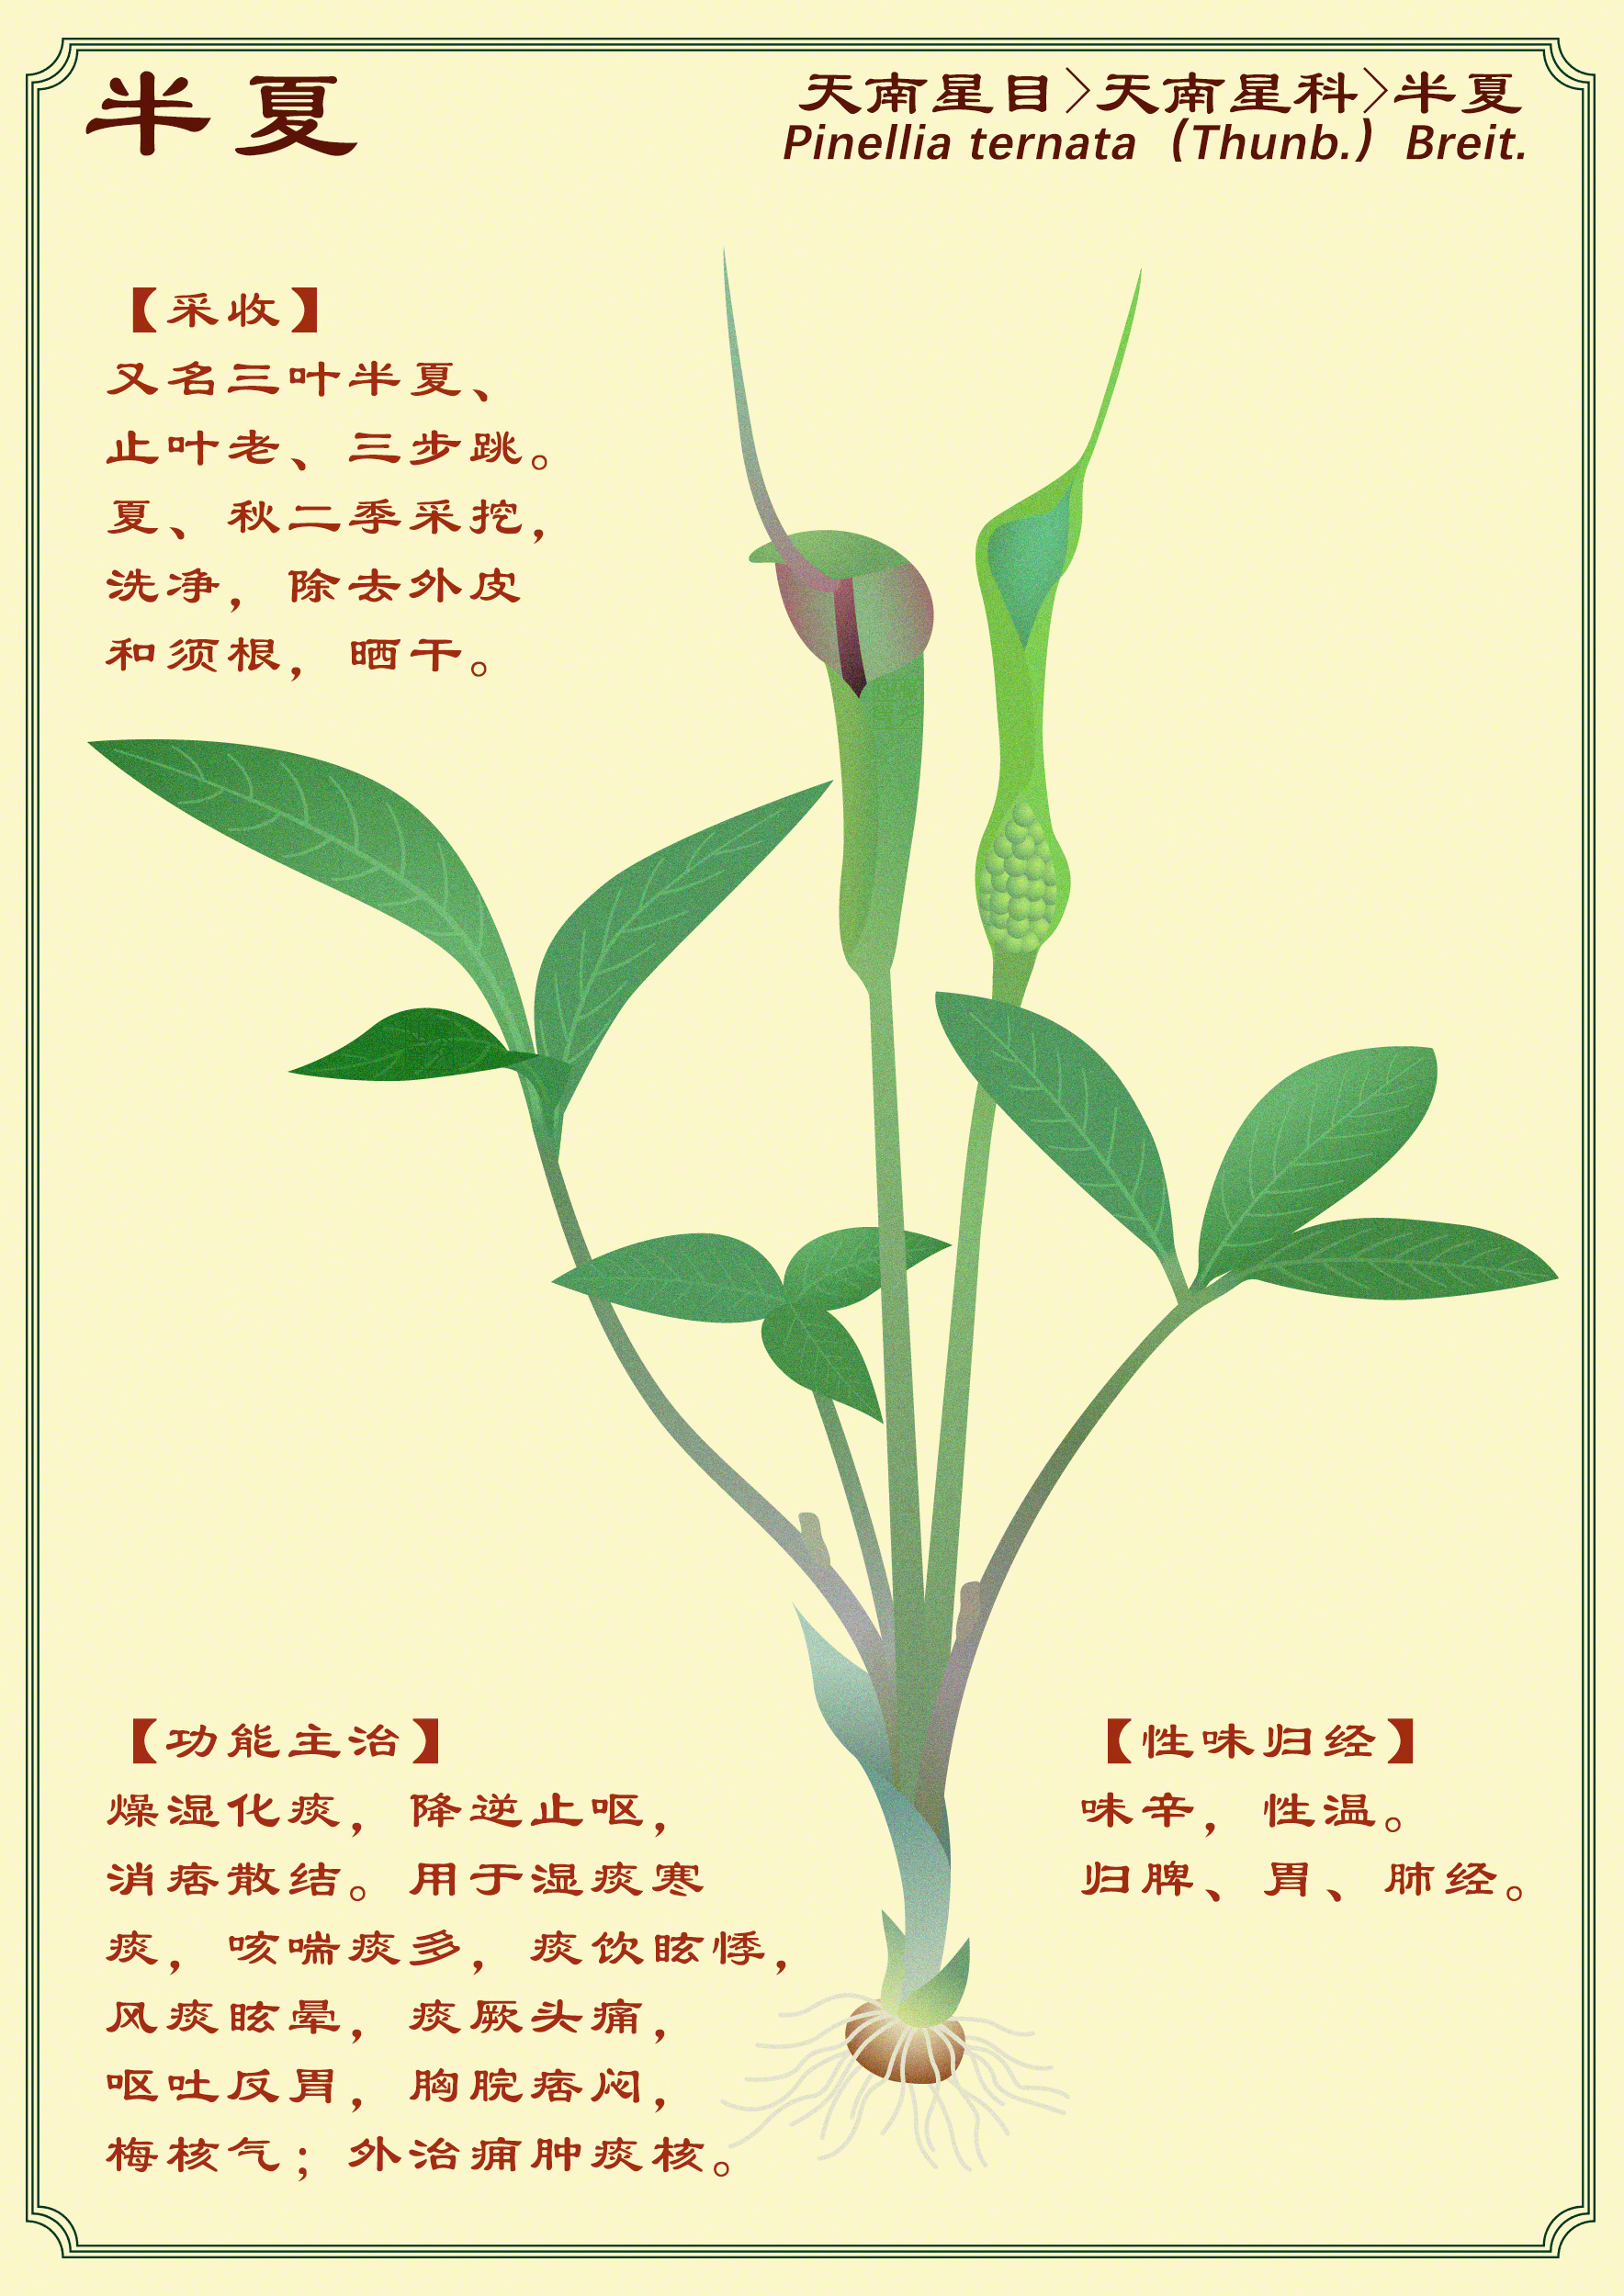 半夏
天南星目>天南星科>半夏
Pinellia ternata（Thunb.） Breit.
【采收】
又名三叶半夏、
止叶老、三步跳。
夏、秋二季采挖，
洗净，除去外皮
和须根，晒干。
【功能主治】
燥湿化痰，降逆止呕，
消痞散结。用于湿痰寒
痰，咳喘痰多，痰饮眩悸，
风痰眩晕，痰厥头痛，
呕吐反胃，胸脘痞闷，
梅核气；外治痈肿痰核。
【性味归经】
味辛，性温。
归脾、胃、肺经。